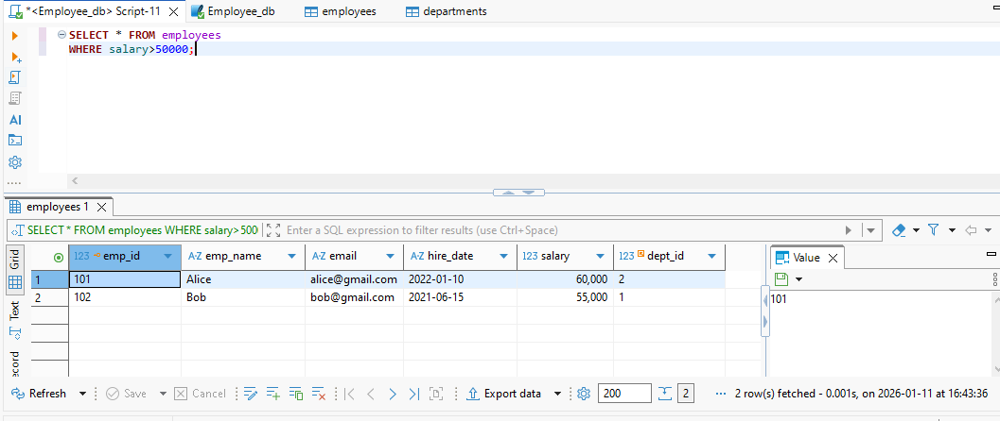 *<Employee_db> Script-11 Employee_db employees departments
SELECT * FROM employees
WHERE salary>50000;
AI
employees 1
SELECT * FROM employees WHERE salary>500 Enter a SQL expression to filter results (use Ctrl+Space)
Grid
Text
ecord
123 emp_id A-Z emp_name A-Z email A-Z hire_date 123 salary 123 dept_id
1 101 Alice alice@gmail.com 2022-01-10 60,000 2
2 102 Bob bob@gmail.com 2021-06-15 55,000 1
Value
101
Refresh Save Cancel Export data 200 2 ... 2 row(s) fetched - 0.001s, on 2026-01-11 at 16:43:36